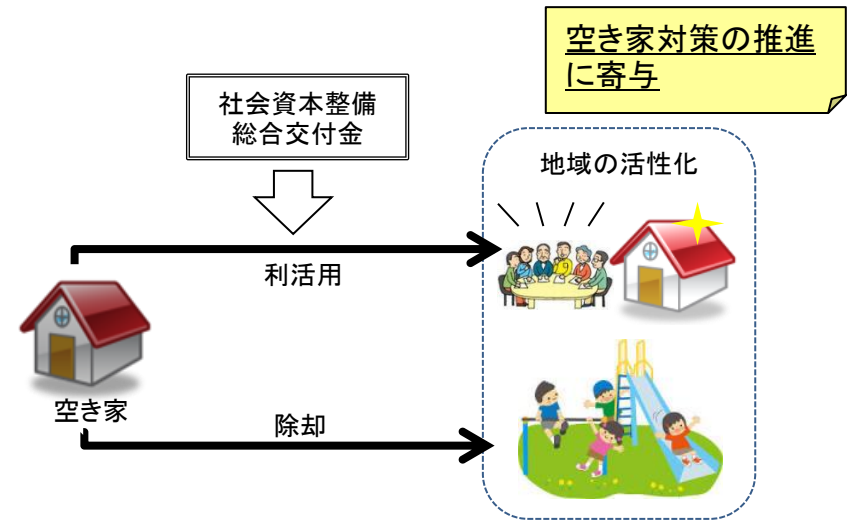 空き家対策の推進
に寄与
社会資本整備
総合交付金
地域の活性化
利活用
空き家
除却